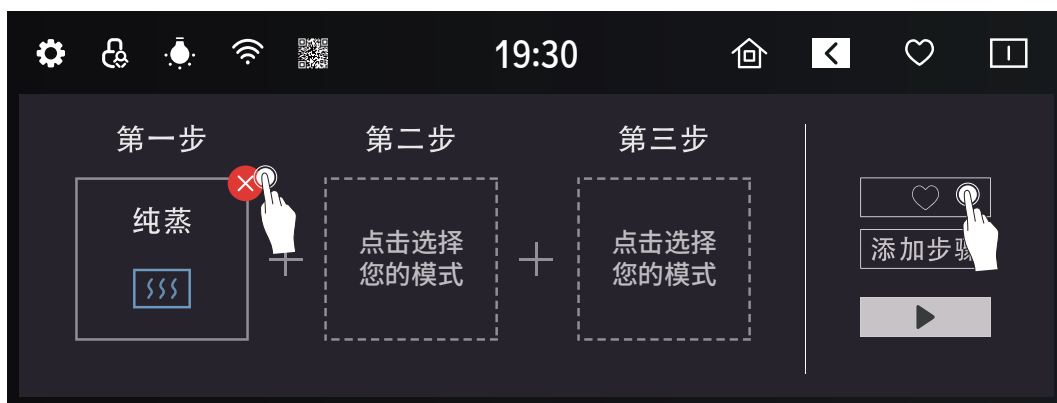 19:30
第一步
第二步
第三步
纯蒸
点击选择
您的模式
点击选择
您的模式
添加步骤